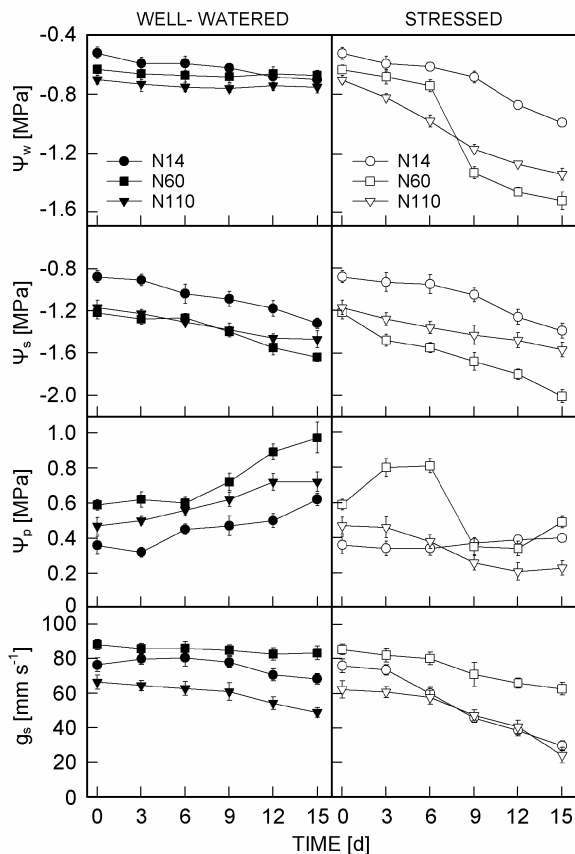 WELL- WATERED
STRESSED
-0.4
-0.8
-1.2
-1.6
Ψw [MPa]
N14
N60
N110
N14
N60
N110
-0.8
-1.2
-1.6
-2.0
Ψs [MPa]
1.0
0.8
0.6
0.4
0.2
0
Ψp [MPa]
100
80
60
40
20
0
gs [mm s-1]
0 3 6 9 12 15
0 3 6 9 12 15
TIME [d]